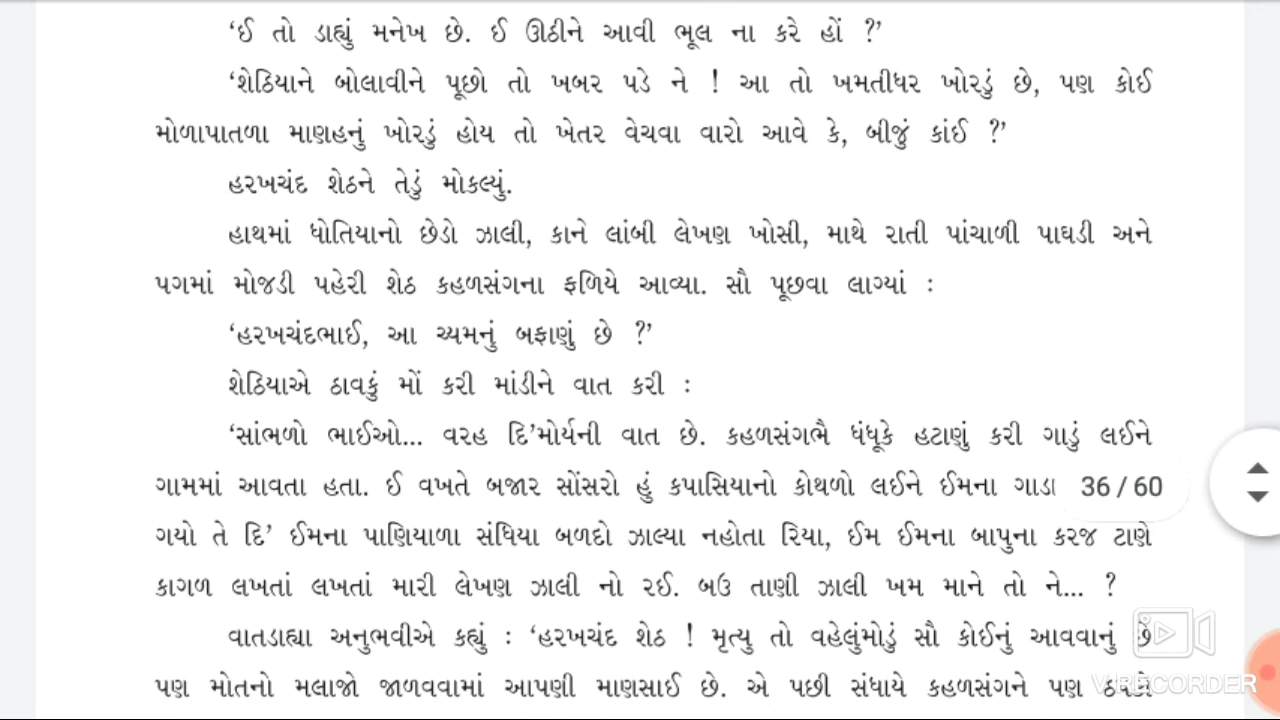 ‘ઈ તો ડાહ્યું મનેખ છે. ઈ ઊઠીને આવી ભૂલ ના કરે હોં ?’
‘શેઠિયાને બોલાવીને પૂછો તો ખબર પડે ને ! આ તો ખમતીધર ખોરડું છે, પણ કોઈ
મોળાપાતળા માણહનું ખોરડું હોય તો ખેતર વેચવા વારો આવે કે, બીજું કાંઈ ?’
હરખચંદ શેઠને તેડું મોકલ્યું.
હાથમાં ધોતિયાનો છેડો ઝાલી, કાને લાંબી લેખણ ખોસી, માથે રાતી પાંચાળી પાઘડી અને
પગમાં મોજડી પહેરી શેઠ કહળસંગના ફળિયે આવ્યા. સૌ પૂછવા લાગ્યાં :
‘હરખચંદભાઈ, આ ચ્યમનું બફાણું છે ?’
શેઠિયાએ ઠાવકું મોં કરી માંડીને વાત કરી :
‘સાંભળો ભાઈઓ... વરહ દિ’મોર્યની વાત છે. કહળસંગભૈ ધંધૂકે હટાણું કરી ગાડું લઈને
ગામમાં આવતા હતા. ઈ વખતે બજાર સોંસરો હું કપાસિયાનો કોથળો લઈને ઈમના ગાડા 36 / 60
ગયો તે દિ’ ઈમના પાણિયાળા સંધિયા બળદો ઝાલ્યા નહોતા રિયા, ઈમ ઈમના બાપુના કરજ ટાણે
કાગળ લખતાં લખતાં મારી લેખણ ઝાલી નો રઈ. બઉ તાણી ઝાલી ખમ માને તો ને... ?
વાતડાહ્યા અનુભવીએ કહ્યું : ‘હરખચંદ શેઠ ! મૃત્યુ તો વહેલુંમોડું સૌ કોઈનું આવવાનું છે
પણ મોતનો મલાજો જાળવવામાં આપણી માણસાઈ છે. એ પછી સંધાયે કહળસંગને પણ ઠપકો
VIRECORDER